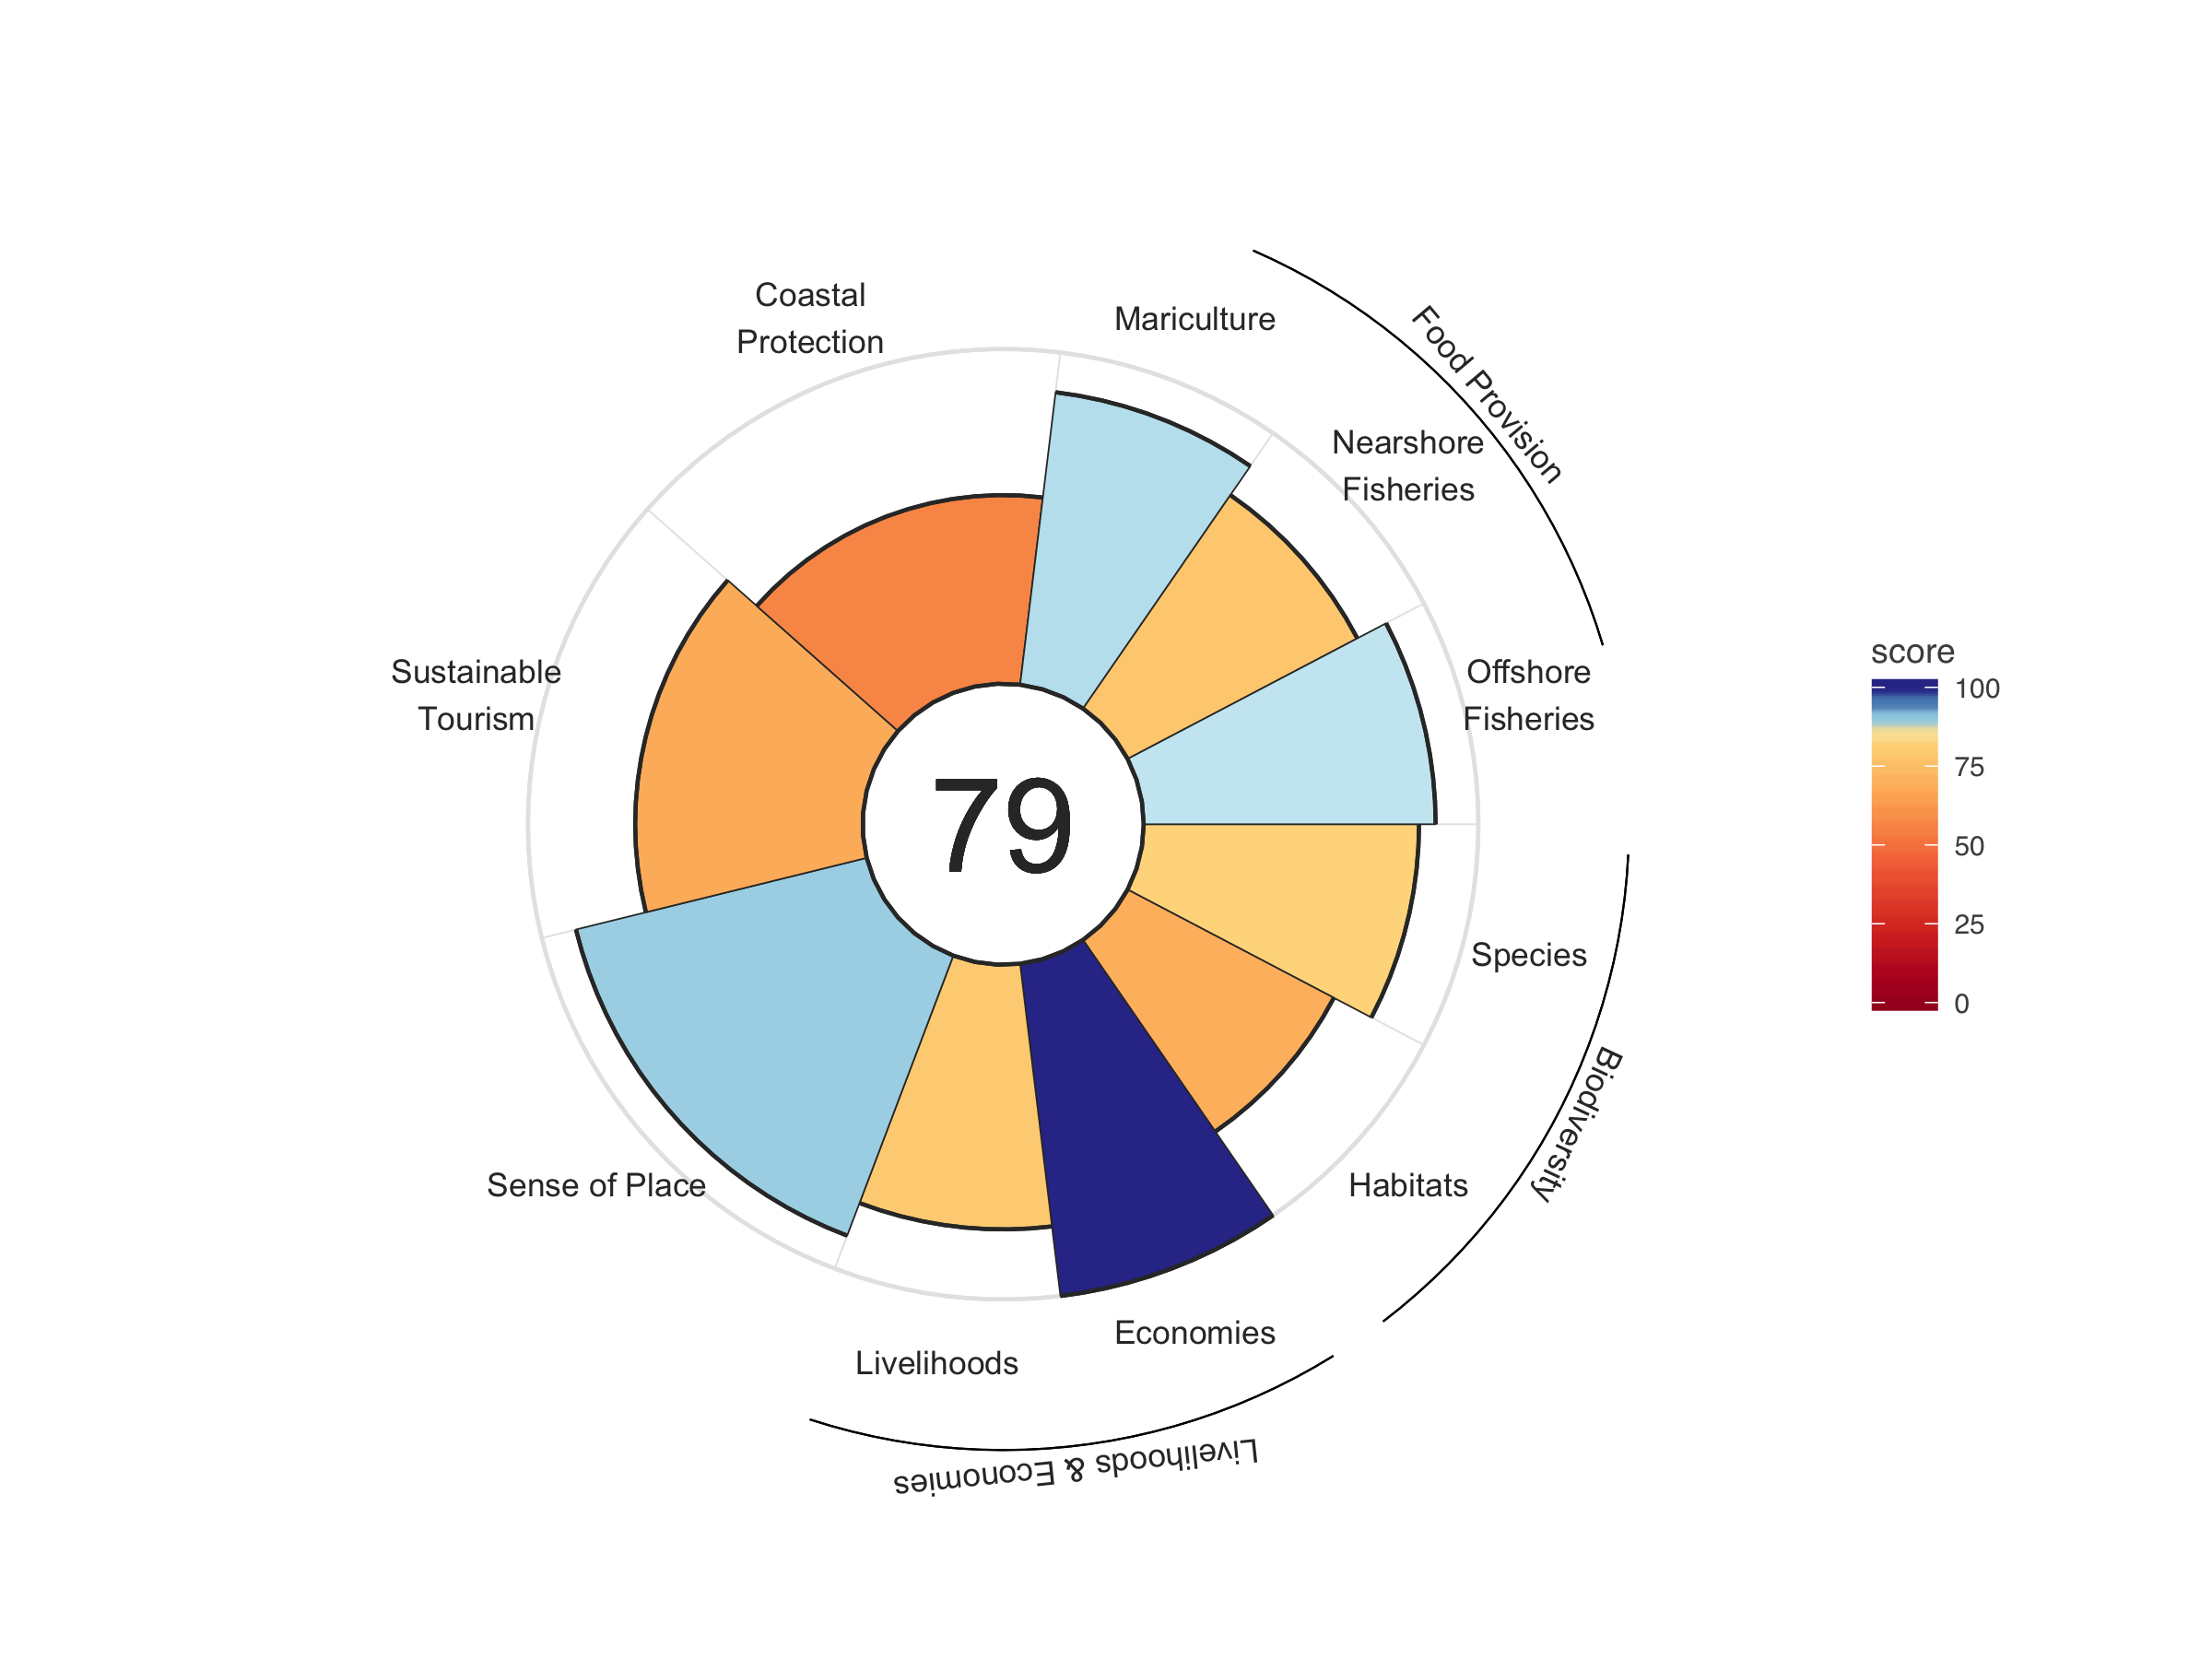 Coastal
Protection
Mariculture
Food Provision
Nearshore
Fisheries
Sustainable
Tourism
Offshore
Fisheries
79
Species
Biodiversity
Sense of Place
Habitats
Economies
Livelihoods
Livelihoods & Economies
score
100
75
50
25
0